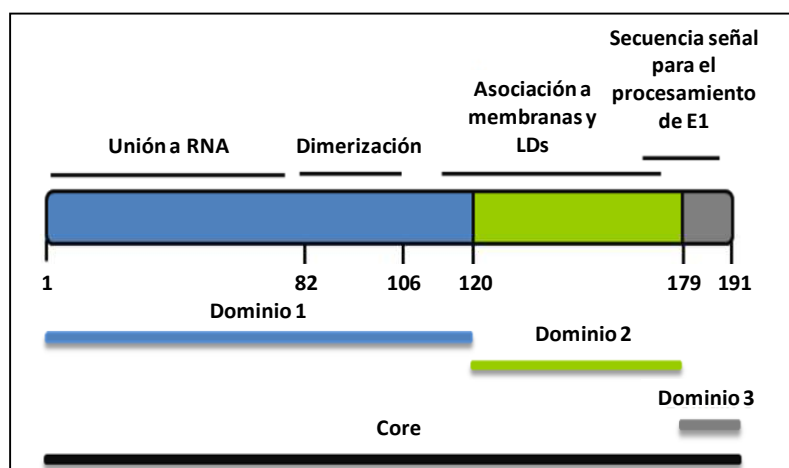 Secuencia señal
para el
procesamiento
de E1
Asociación a
membranas y
LDs
Unión a RNA
Dimerización
1
82
106
120
179
191
Dominio 1
Dominio 2
Dominio 3
Core